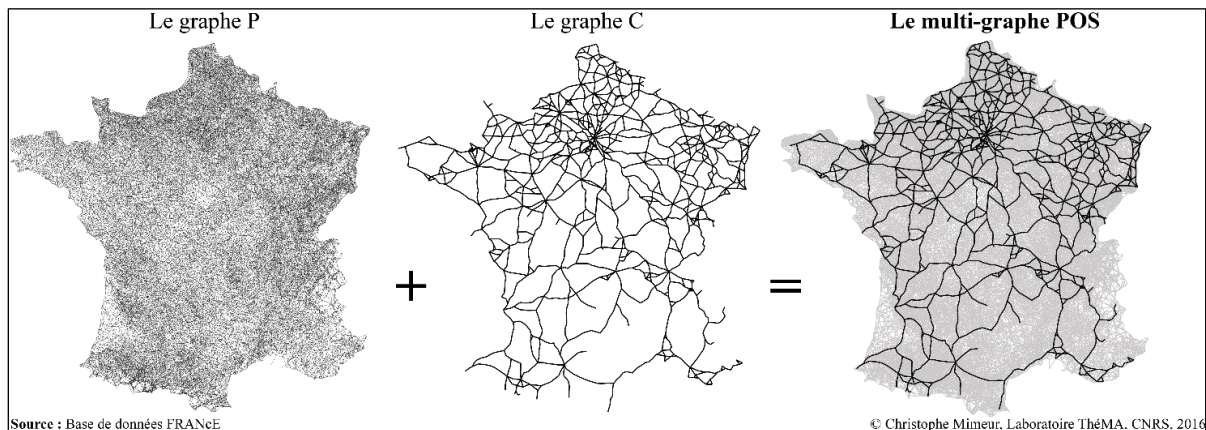 Le graphe P
Le graphe C
Le multi-graphe POS
+
=
Source : Base de données FRANcE
© Christophe Mimeur, Laboratoire ThéMA, CNRS, 2016